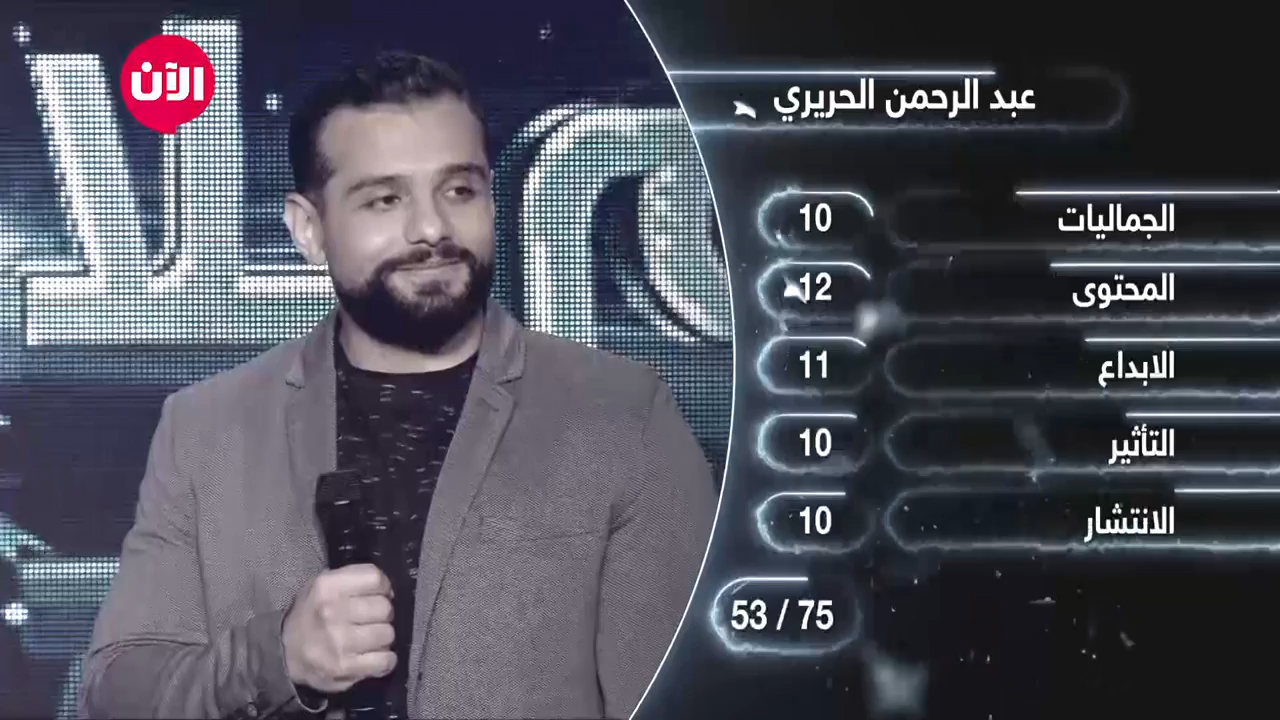 الآن
عبد الرحمن الحريري
الجماليات 10
المحتوى 12
الابداع 11
التأثير 10
الانتشار 10
53 / 75